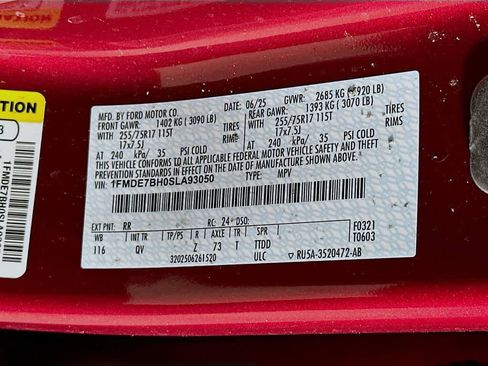 MFD. BY FORD MOTOR CO.
DATE: 06/25
GVWR: 2685 KG ( 5920 LB)
FRONT GAWR: 1402 KG ( 3090 LB)
REAR GAWR: 1393 KG ( 3070 LB)
WITH
255/75R17 115T
TIRES
17x7.5J
RIMS
AT 240 kPa/ 35 PSI COLD
WITH
255/75R17 115T
TIRES
17x7.5J
RIMS
AT 240 kPa/ 35 PSI COLD
THIS VEHICLE CONFORMS TO ALL APPLICABLE FEDERAL MOTOR VEHICLE SAFETY AND THEFT
PREVENTION STANDARDS IN EFFECT ON THE DATE OF MANUFACTURE SHOWN ABOVE.
VIN: 1FMDE7BH0SLA93050
TYPE: MPV
EXT PNT: RR RC: 24 DSO: F0321
WB INT TR TP/PS R AXLE TR SPR T0603
116 QV Z 73 T TTDD
3202506261520 ULC RU5A-3520472-AB